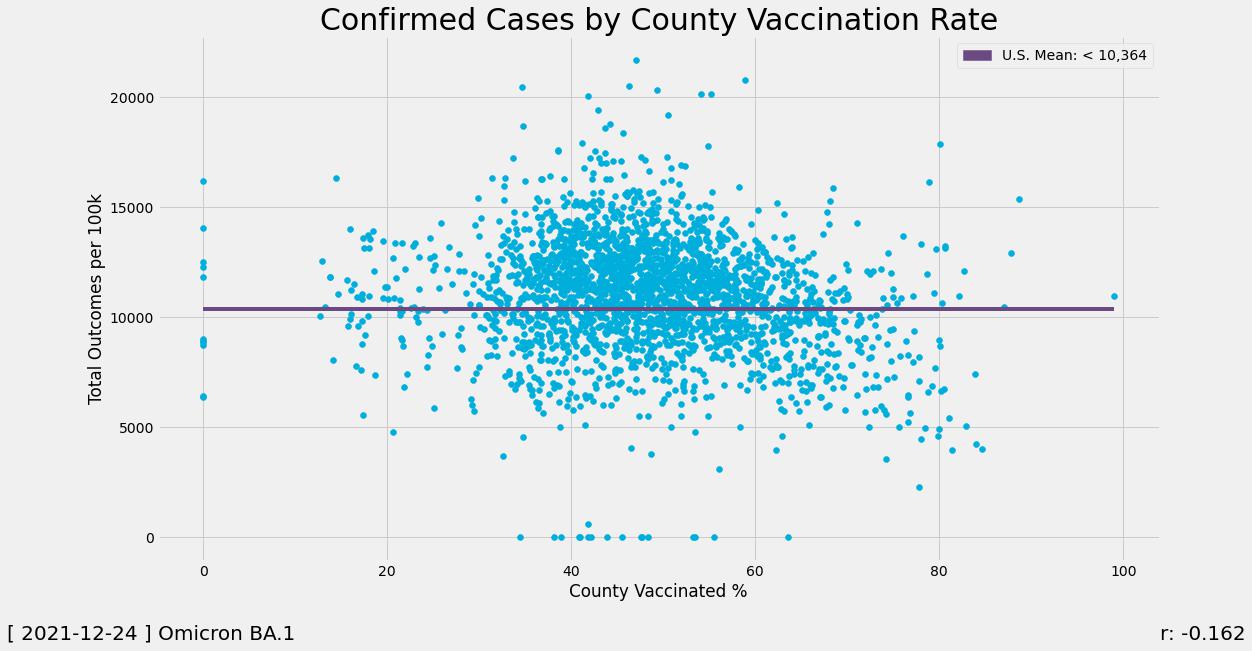 Confirmed Cases by County Vaccination Rate
U.S. Mean: < 10,364
20000
15000
10000
5000
0
Total Outcomes per 100k
0 20 40 60 80 100
County Vaccinated %
[ 2021-12-24 ] Omicron BA.1 r: -0.162